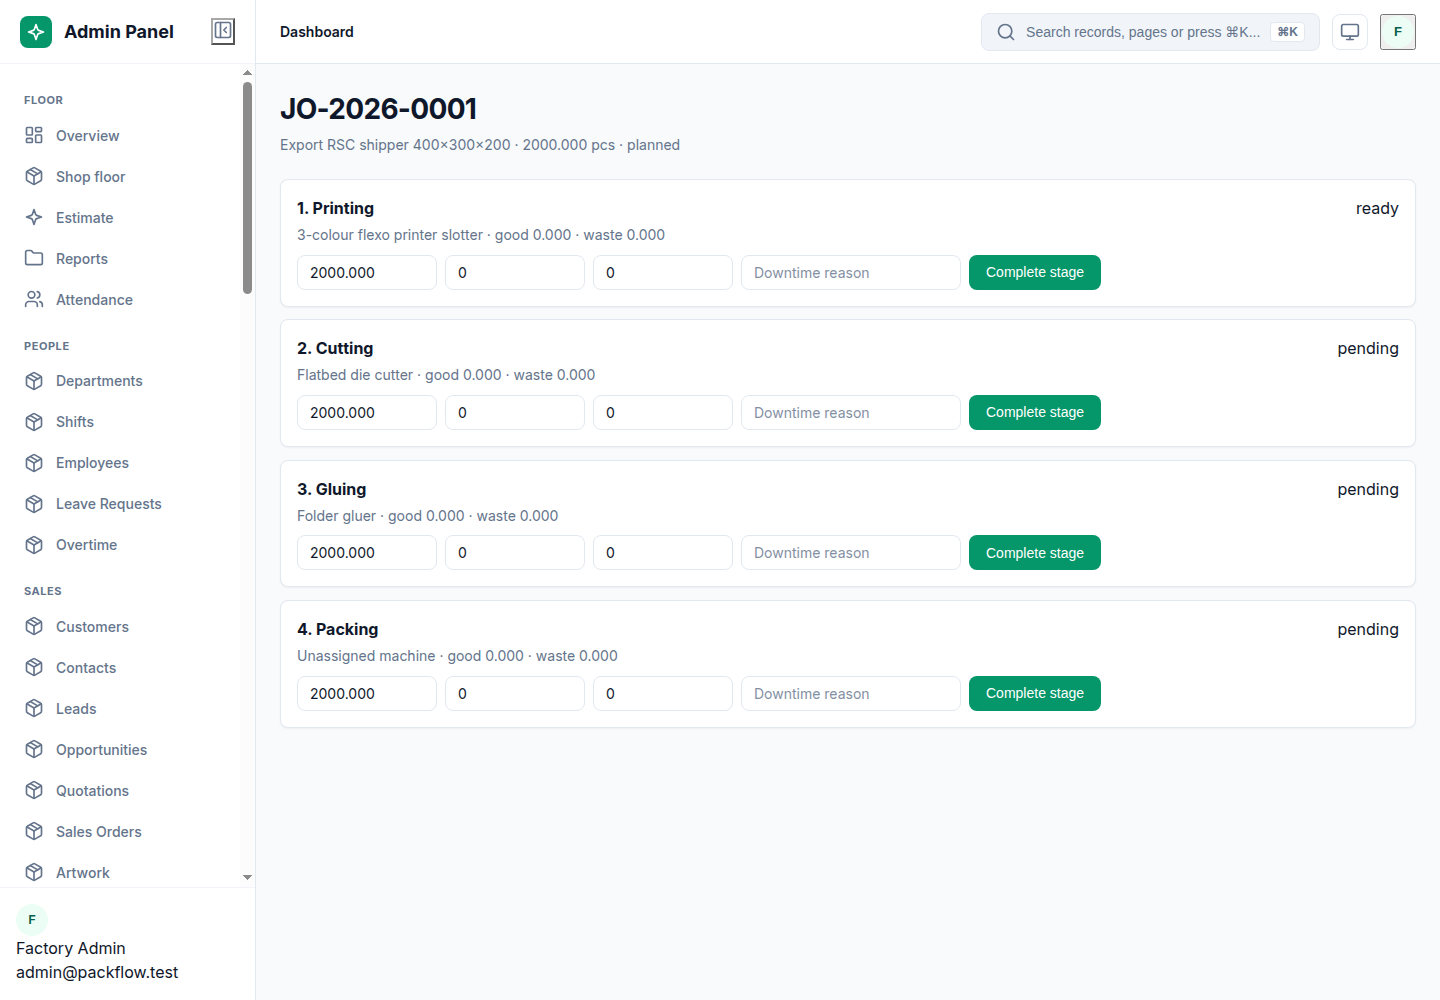 Admin Panel
Dashboard
Search records, pages or press ⌘K...
⌘K
F
FLOOR
Overview
Shop floor
Estimate
Reports
Attendance
PEOPLE
Departments
Shifts
Employees
Leave Requests
Overtime
SALES
Customers
Contacts
Leads
Opportunities
Quotations
Sales Orders
Artwork
F
Factory Admin
admin@packflow.test
JO-2026-0001
Export RSC shipper 400×300×200 · 2000.000 pcs · planned
1. Printing
ready
3-colour flexo printer slotter · good 0.000 · waste 0.000
2000.000 0 0 Downtime reason Complete stage
2. Cutting
pending
Flatbed die cutter · good 0.000 · waste 0.000
2000.000 0 0 Downtime reason Complete stage
3. Gluing
pending
Folder gluer · good 0.000 · waste 0.000
2000.000 0 0 Downtime reason Complete stage
4. Packing
pending
Unassigned machine · good 0.000 · waste 0.000
2000.000 0 0 Downtime reason Complete stage